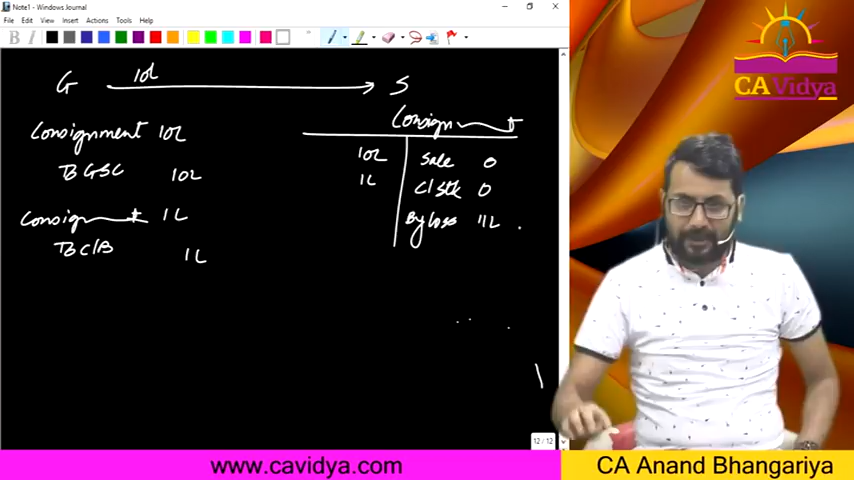 Note1 - Windows Journal
File Edit View Insert Actions Tools Help
B I
G 10L S
Consignment 10L
TO GSC 10L
Consign 1L
TO C/B 1L
Consign
10L Sale 0
1L Cl stk 0
By loss 11L
12 / 12
CA Vidya
www.cavidya.com
CA Anand Bhangariya